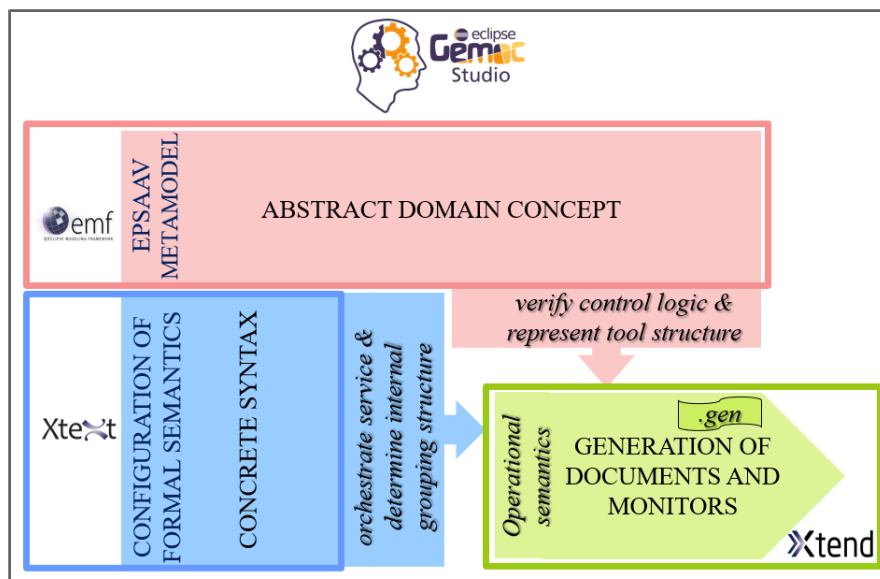 eclipse
Gemoc
Studio
EPSAAV
METAMODEL
emf
ECLIPSE MODELING FRAMEWORK
ABSTRACT DOMAIN CONCEPT
verify control logic &
represent tool structure
Xtext
CONFIGURATION OF
FORMAL SEMANTICS
CONCRETE SYNTAX
orchestrate service &
determine internal
grouping structure
Operational
semantics
.gen
GENERATION OF
DOCUMENTS AND
MONITORS
Xtend